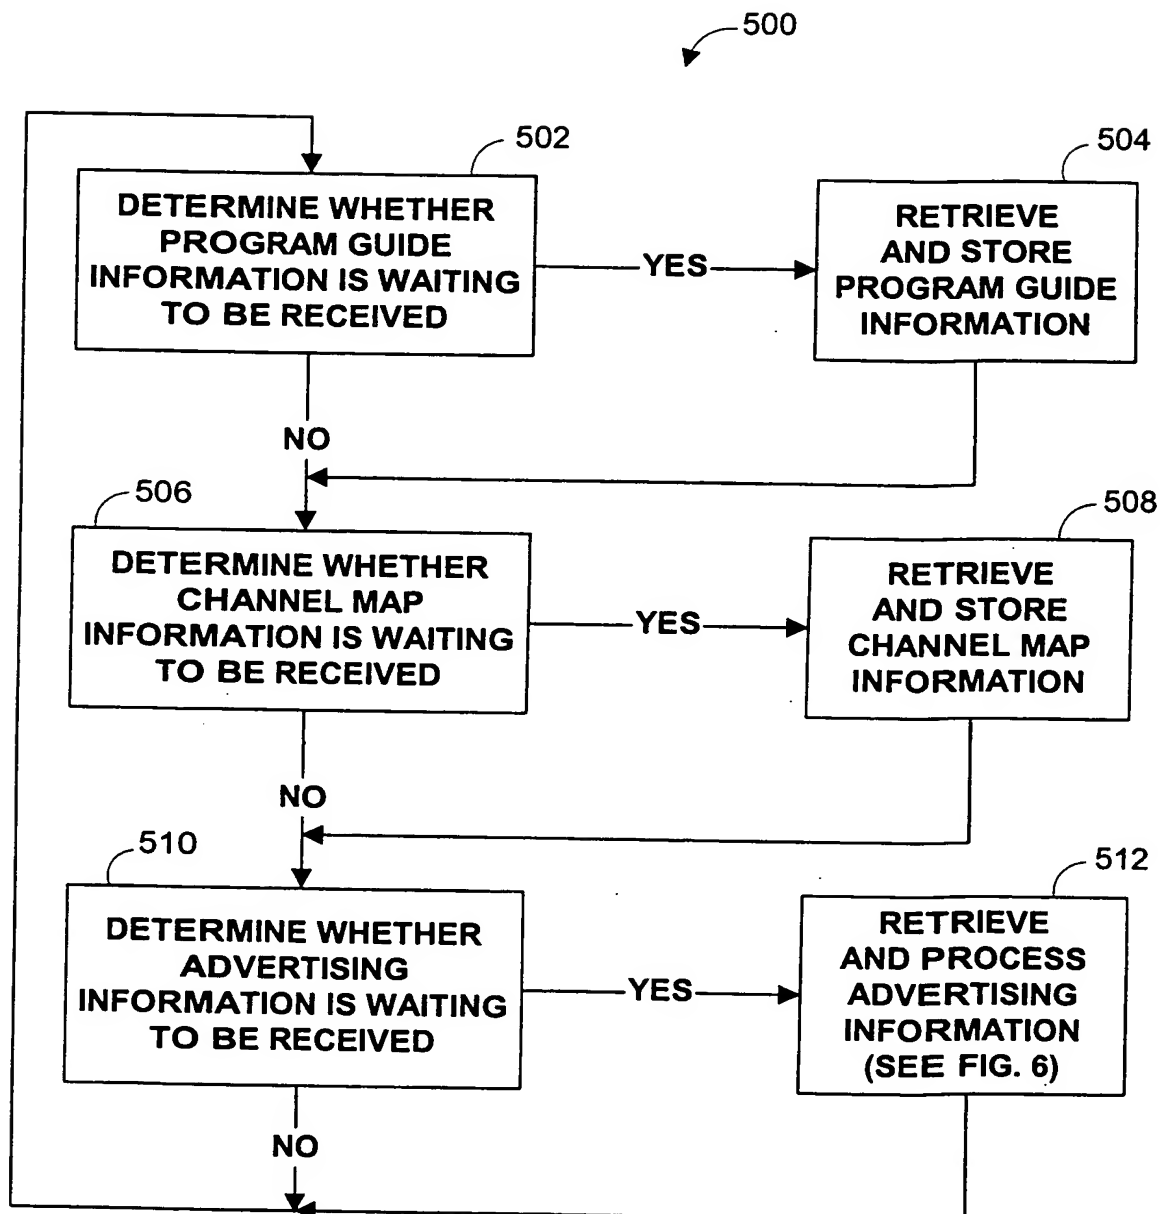 500
502
DETERMINE WHETHER
PROGRAM GUIDE
INFORMATION IS WAITING
TO BE RECEIVED
YES
504
RETRIEVE
AND STORE
PROGRAM GUIDE
INFORMATION
NO
506
DETERMINE WHETHER
CHANNEL MAP
INFORMATION IS WAITING
TO BE RECEIVED
YES
508
RETRIEVE
AND STORE
CHANNEL MAP
INFORMATION
NO
510
DETERMINE WHETHER
ADVERTISING
INFORMATION IS WAITING
TO BE RECEIVED
YES
512
RETRIEVE
AND PROCESS
ADVERTISING
INFORMATION
(SEE FIG. 6)
NO